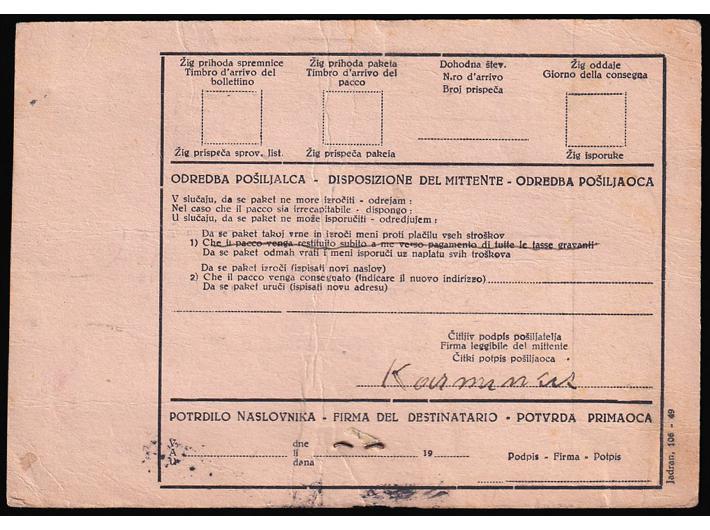 Žig prihoda spremnice
Timbro d'arrivo del
bollettino
Žig prispeča sprov. list.
Žig prihoda paketa
Timbro d'arrivo del
pacco
Žig prispeča paketa
Dohodna štev.
N.ro d'arrivo
Broj prispeča
Žig oddaje
Giorno della consegna
Žig isporuke
ODREDBA POŠILJALCA - DISPOSIZIONE DEL MITTENTE - ODREDBA POŠILJAOCA
V slučaju, da se paket ne more izročiti - odrejam :
Nel caso che il pacco sia irrecapitabile - dispongo :
U slučaju, da se paket ne može isporučiti - odredjujem :
Da se paket takoj vrne in izroči meni proti plačilu vseh stroškov
1) Che il pacco venga restituito subito a me verso pagamento di tutte le tasse gravanti
Da se paket odmah vrati i meni isporuči uz naplatu svih troškova
Da se paket izroči (izpisati nov naslov)
2) Che il pacco venga consegnato (indicare il nuovo indirizzo)
Da se paket uruči (ispisati novu adresu)
Čitljiv podpis pošiljatelja
Firma leggibile del mittente
Čitki potpis pošiljaoca
POTRDILO NASLOVNIKA - FIRMA DEL DESTINATARIO - POTVRDA PRIMAOCA
V
A
U
dne
li
dana
19
Podpis - Firma - Potpis
Jadran, 106 - 49